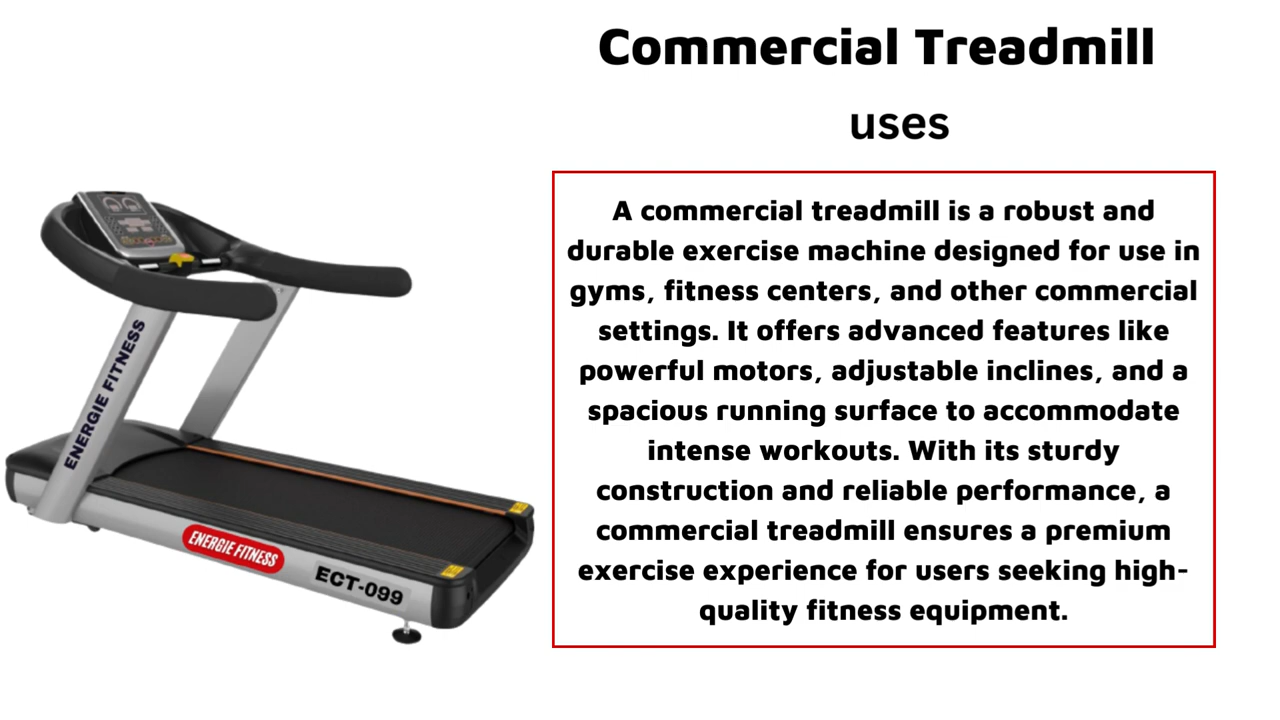 Commercial Treadmill
uses
A commercial treadmill is a robust and
durable exercise machine designed for use in
gyms, fitness centers, and other commercial
settings. It offers advanced features like
powerful motors, adjustable inclines, and a
spacious running surface to accommodate
intense workouts. With its sturdy
construction and reliable performance, a
commercial treadmill ensures a premium
exercise experience for users seeking high-
quality fitness equipment.
ENERGIE FITNESS
ENERGIE FITNESS
ECT-099